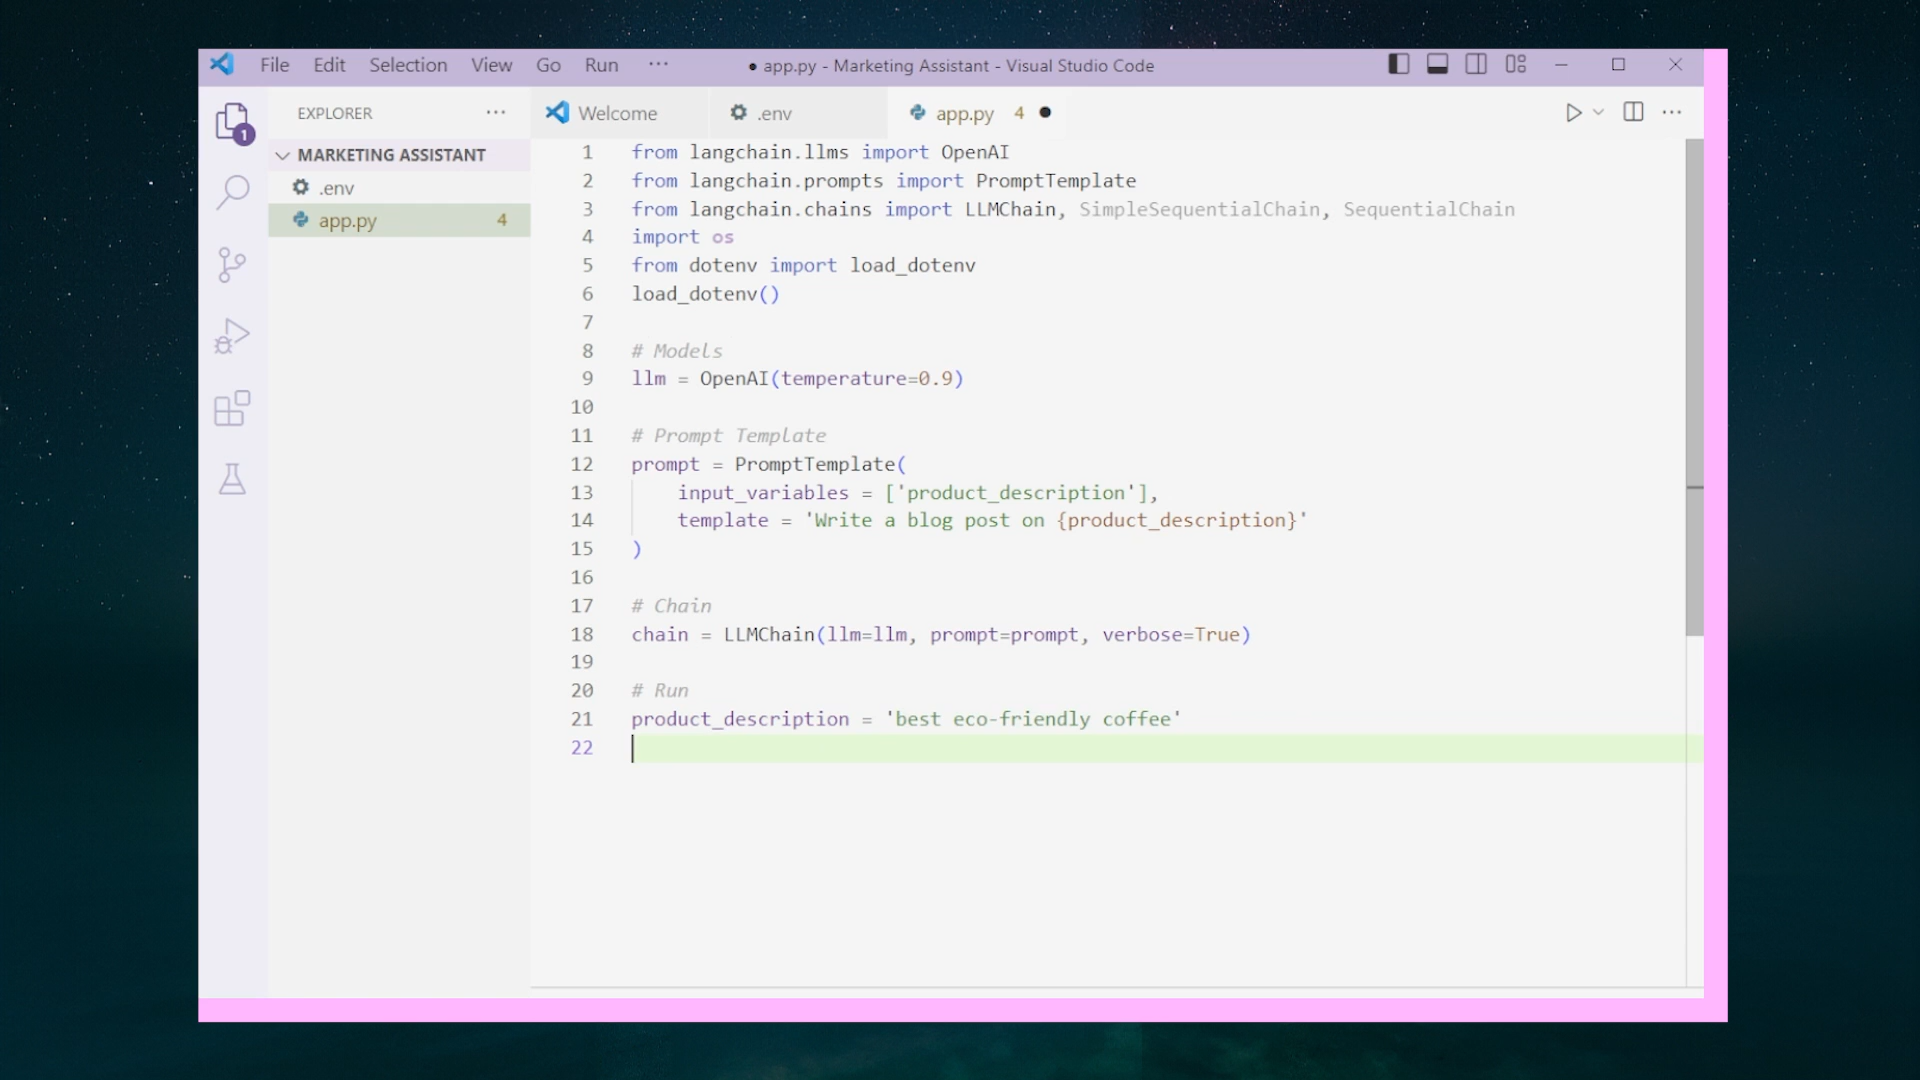 File Edit Selection View Go Run ··· ● app.py - Marketing Assistant - Visual Studio Code
EXPLORER ···
Welcome .env app.py 4 ●
1
MARKETING ASSISTANT
.env
app.py 4
1 from langchain.llms import OpenAI
2 from langchain.prompts import PromptTemplate
3 from langchain.chains import LLMChain, SimpleSequentialChain, SequentialChain
4 import os
5 from dotenv import load_dotenv
6 load_dotenv()
7
8 # Models
9 llm = OpenAI(temperature=0.9)
10
11 # Prompt Template
12 prompt = PromptTemplate(
13 input_variables = ['product_description'],
14 template = 'Write a blog post on {product_description}'
15 )
16
17 # Chain
18 chain = LLMChain(llm=llm, prompt=prompt, verbose=True)
19
20 # Run
21 product_description = 'best eco-friendly coffee'
22